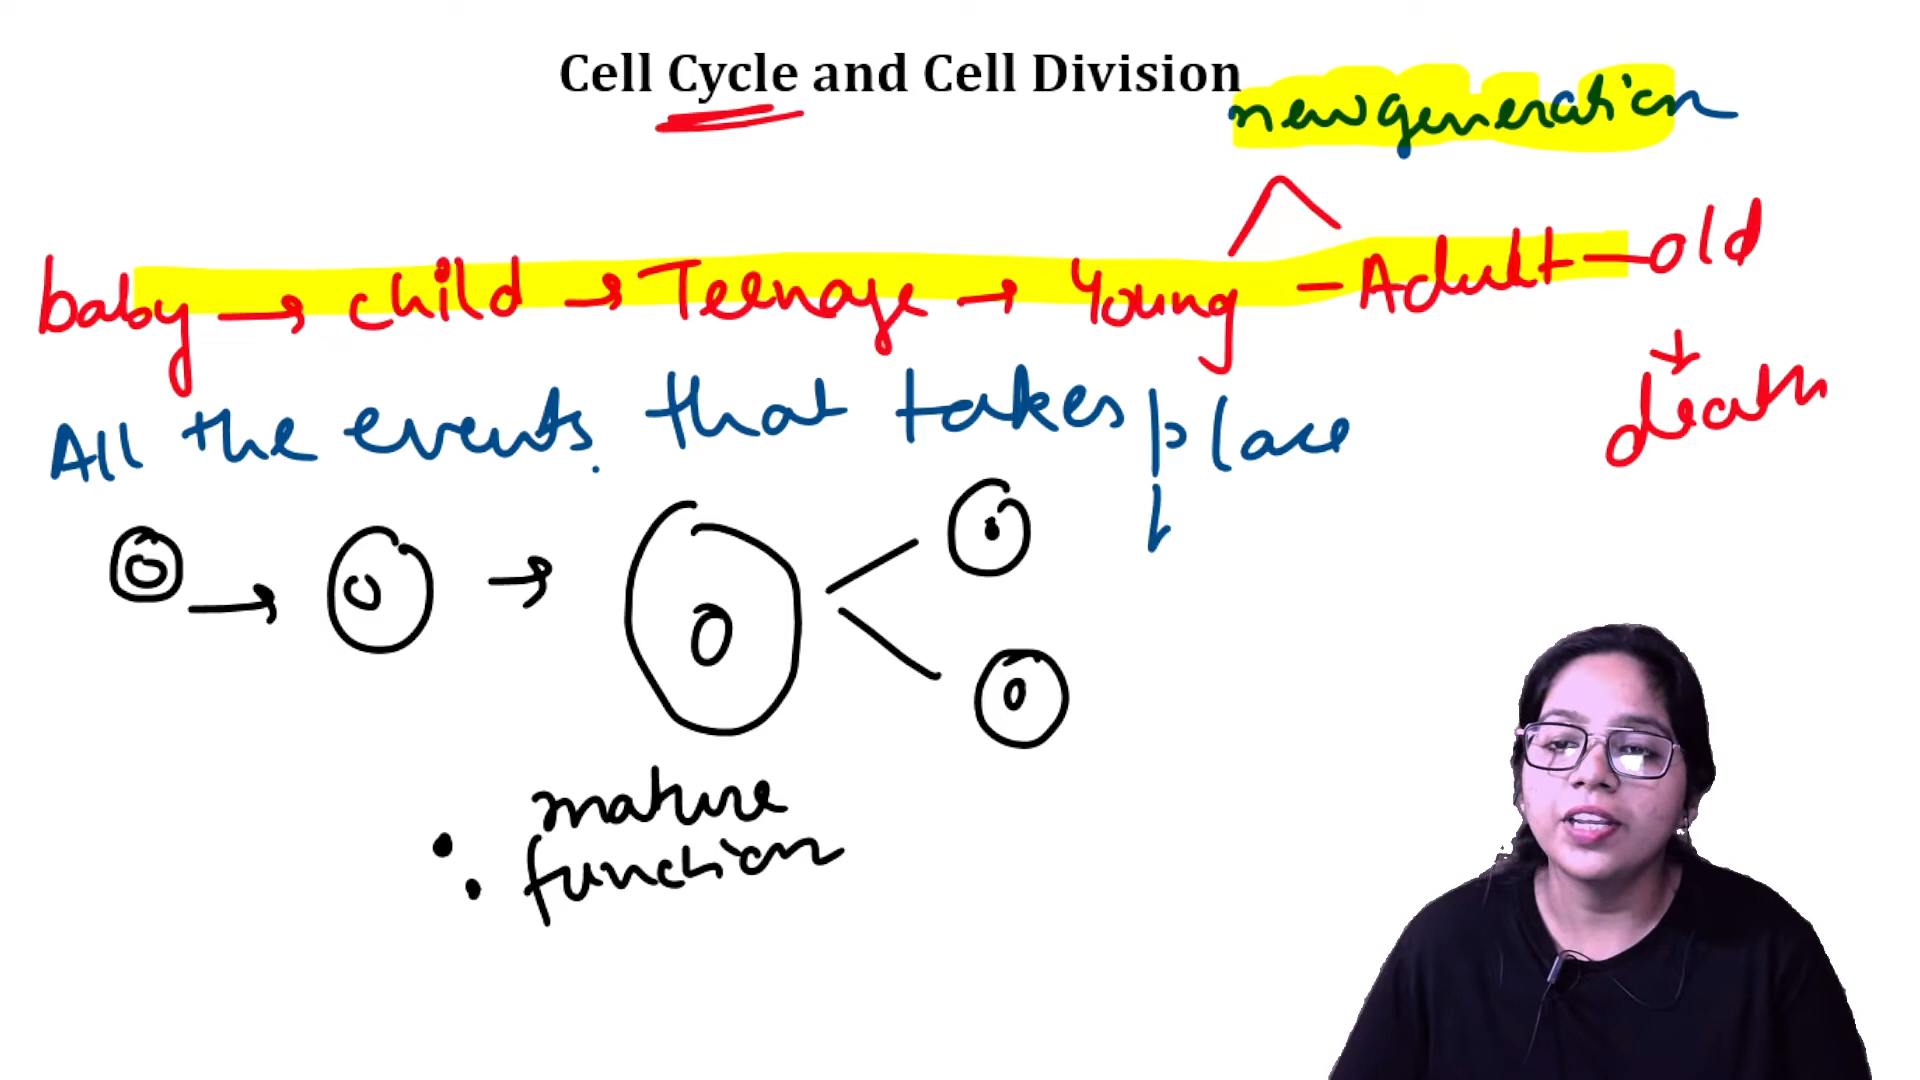 Cell Cycle and Cell Division
new generation
baby → child → Teenage → Young - Adult - old
death
All the events that takes place
mature
function